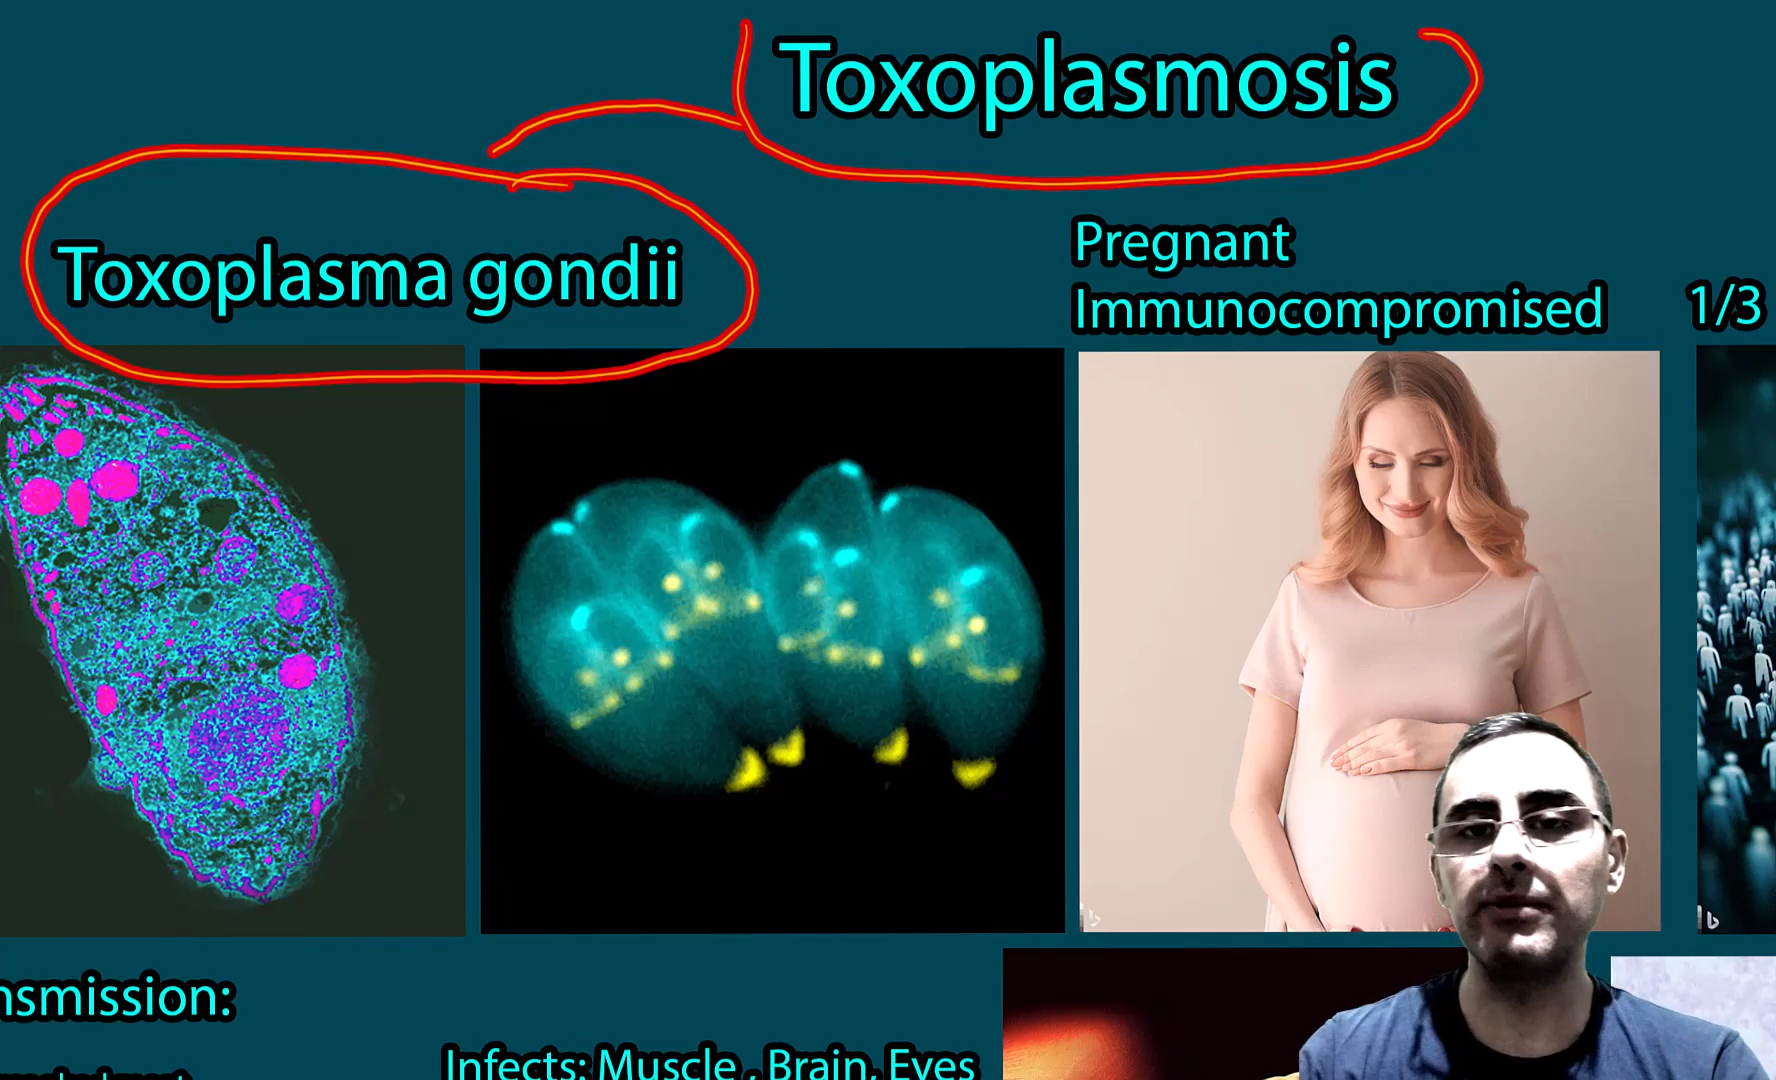 Toxoplasmosis
Toxoplasma gondii
Pregnant
Immunocompromised
1/3
nsmission:
Infects: Muscle , Brain, Eyes